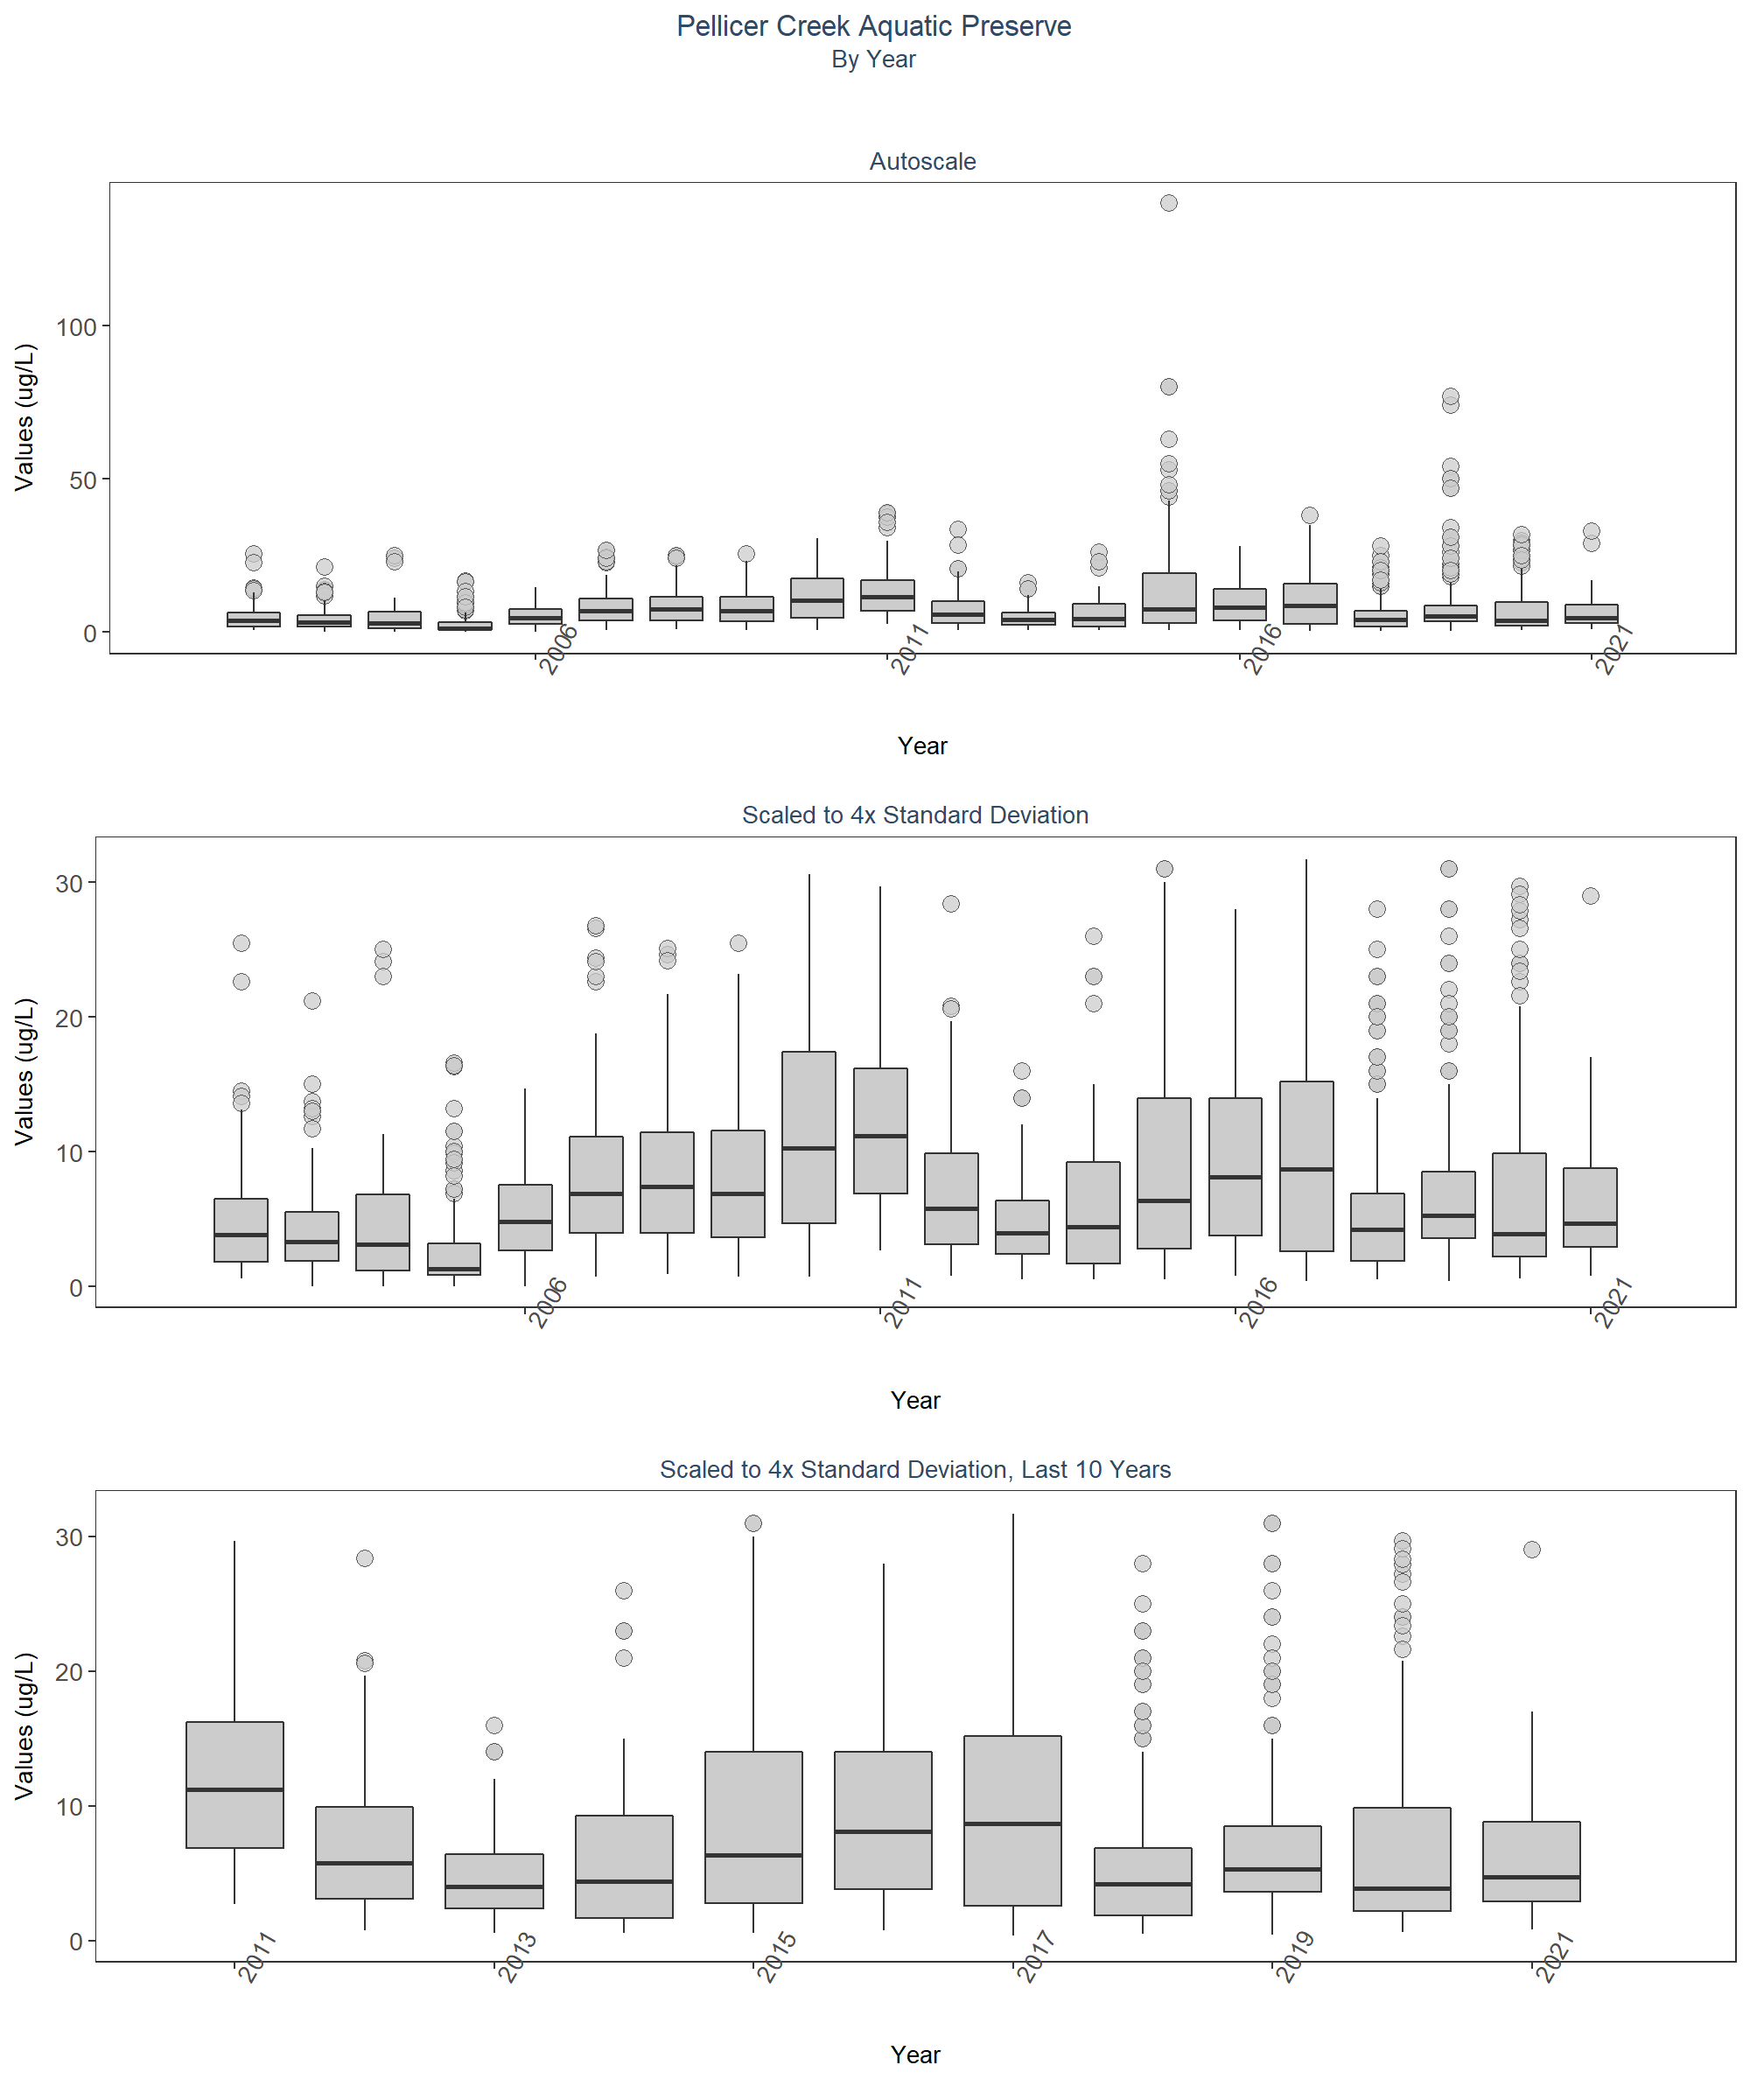 Pellicer Creek Aquatic Preserve
By Year
Autoscale
Values (ug/L)
100
50
0
2006
2011
2016
2021
Year
Scaled to 4x Standard Deviation
Values (ug/L)
30
20
10
0
2006
2011
2016
2021
Year
Scaled to 4x Standard Deviation, Last 10 Years
Values (ug/L)
30
20
10
0
2011
2013
2015
2017
2019
2021
Year